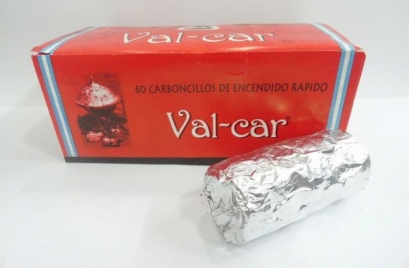 Val-car
60 CARBONCILLOS DE ENCENDIDO RAPIDO
Val-car